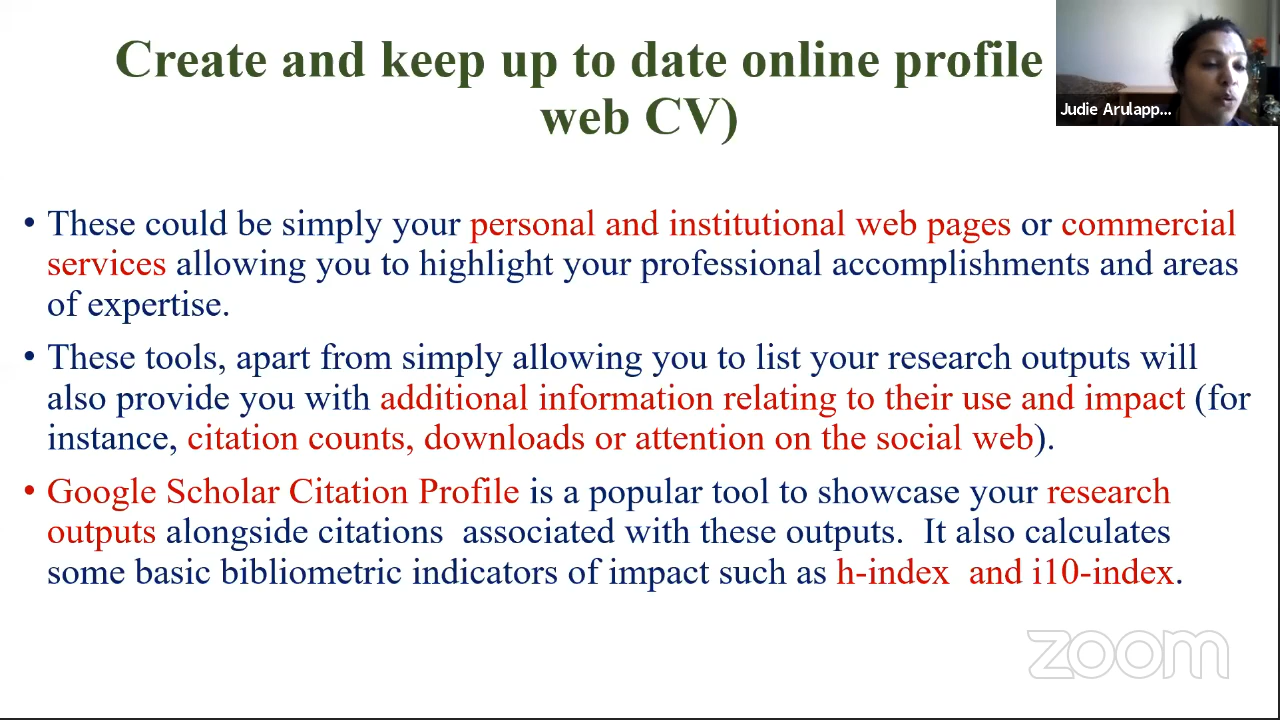 Create and keep up to date online profile
web CV)
Judie Arulapp...
• These could be simply your personal and institutional web pages or commercial
services allowing you to highlight your professional accomplishments and areas
of expertise.
• These tools, apart from simply allowing you to list your research outputs will
also provide you with additional information relating to their use and impact (for
instance, citation counts, downloads or attention on the social web).
• Google Scholar Citation Profile is a popular tool to showcase your research
outputs alongside citations  associated with these outputs.  It also calculates
some basic bibliometric indicators of impact such as h-index  and i10-index.
zoom